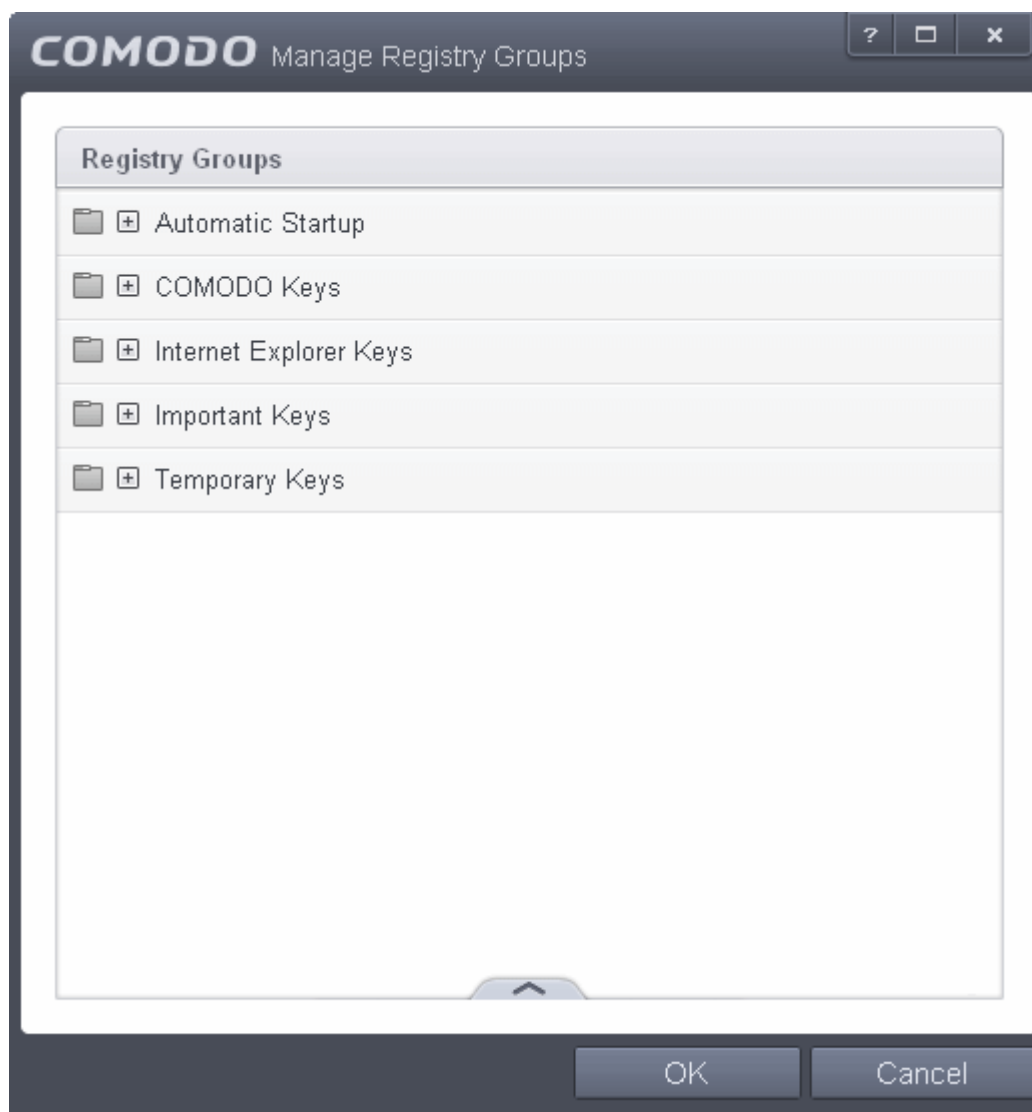 COMODO Manage Registry Groups
?
Registry Groups
Automatic Startup
COMODO Keys
Internet Explorer Keys
Important Keys
Temporary Keys
OK Cancel